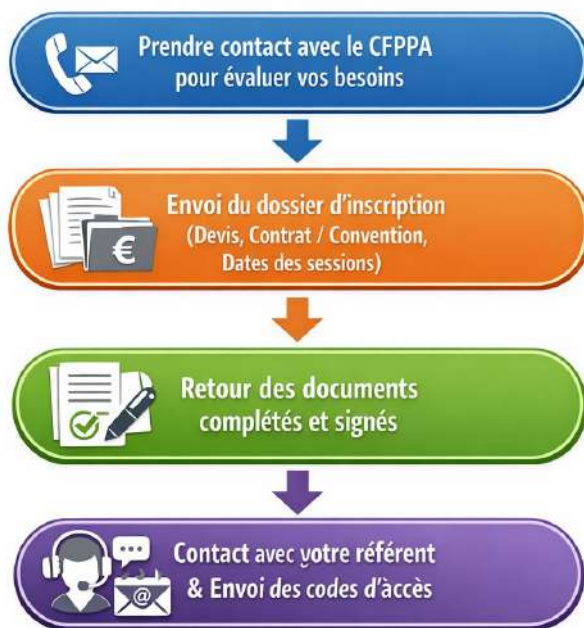 Prendre contact avec le CFPPA
pour évaluer vos besoins
Envoi du dossier d'inscription
€
(Devis, Contrat / Convention,
Dates des sessions)
Retour des documents
complétés et signés
Contact avec votre référent
@
& Envoi des codes d'accès